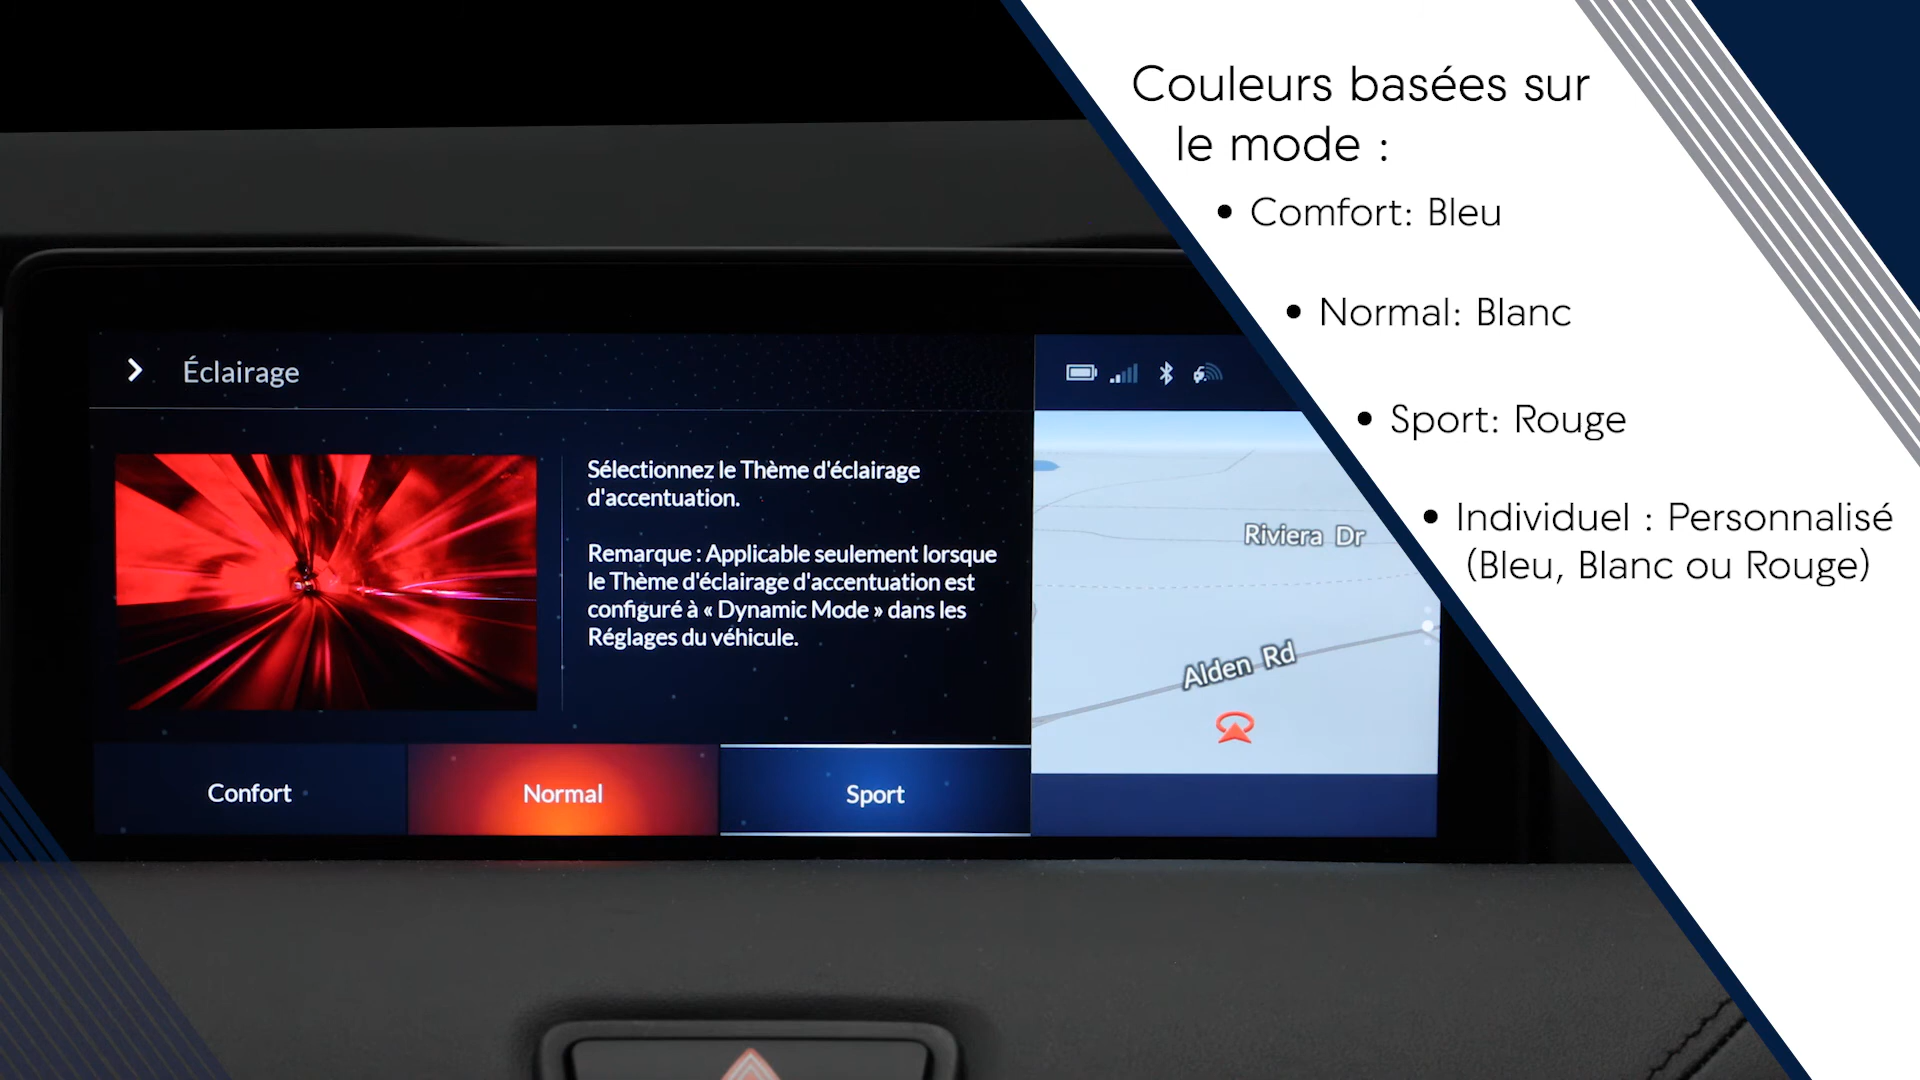 Couleurs basées sur
le mode :
• Comfort: Bleu
• Normal: Blanc
• Sport: Rouge
• Individuel : Personnalisé
(Bleu, Blanc ou Rouge)
Éclairage
Sélectionnez le Thème d'éclairage
d'accentuation.
Remarque : Applicable seulement lorsque
le Thème d'éclairage d'accentuation est
configuré à « Dynamic Mode » dans les
Réglages du véhicule.
Confort
Normal
Sport
Riviera Dr
Alden Rd